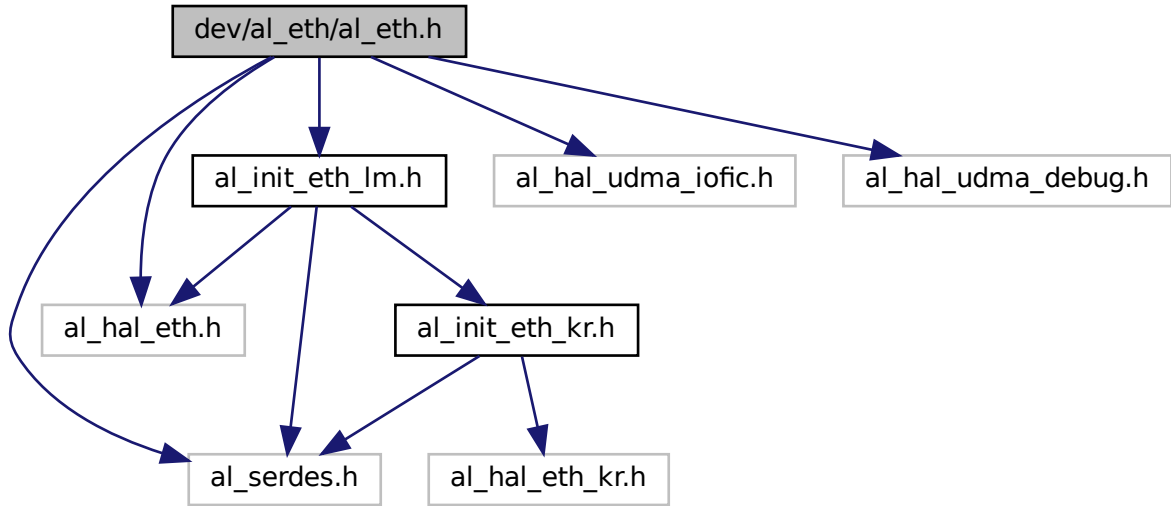 dev/al_eth/al_eth.h
al_init_eth_lm.h
al_hal_udma_iofic.h
al_hal_udma_debug.h
al_hal_eth.h
al_init_eth_kr.h
al_serdes.h
al_hal_eth_kr.h